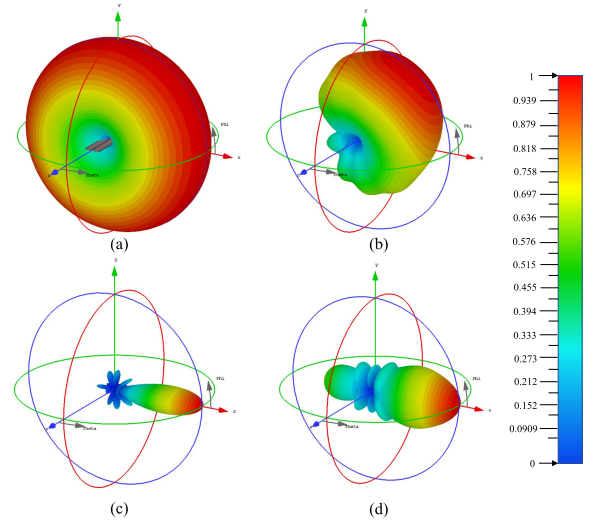 Y
Y
Phi
x
z
Theta
(a)
Phi
x
z
Theta
(b)
1
0.939
0.879
0.818
0.758
0.697
0.636
0.576
0.515
0.455
0.394
0.333
0.273
0.212
0.152
0.0909
0
Y
Y
Phi
x
z
Theta
(c)
Phi
x
z
Theta
(d)